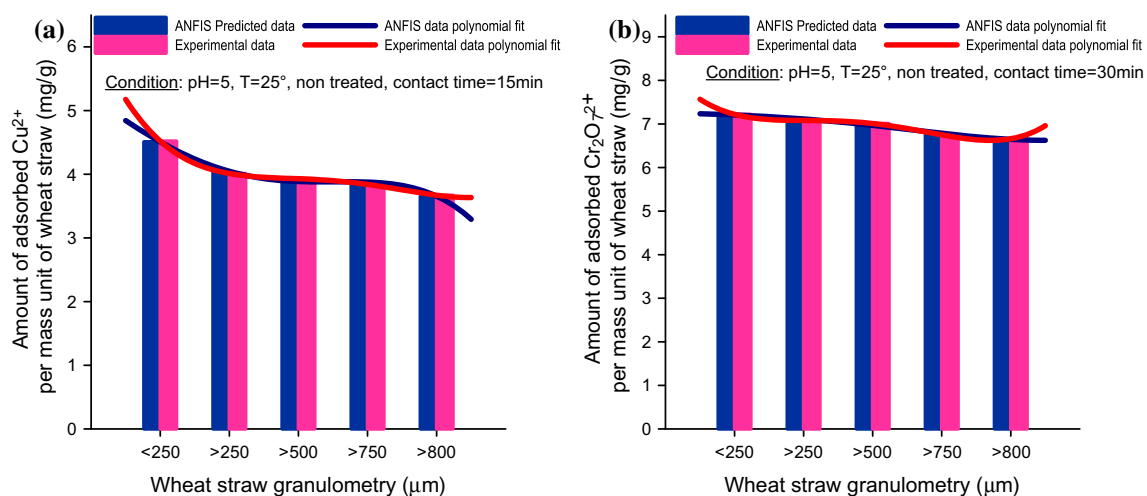 (a)
ANFIS Predicted data
ANFIS data polynomial fit
Experimental data
Experimental data polynomial fit
Condition: pH=5, T=25°, non treated, contact time=15min
Amount of adsorbed Cu²⁺
per mass unit of wheat straw (mg/g)
6
5
4
3
2
1
0
<250
>250
>500
>750
>800
Wheat straw granulometry (μm)
(b)
ANFIS Predicted data
ANFIS data polynomial fit
Experimental data
Experimental data polynomial fit
Condition: pH=5, T=25°, non treated, contact time=30min
Amount of adsorbed Cr₂O₇²⁺
per mass unit of wheat straw (mg/g)
9
8
7
6
5
4
3
2
1
0
<250
>250
>500
>750
>800
Wheat straw granulometry (μm)